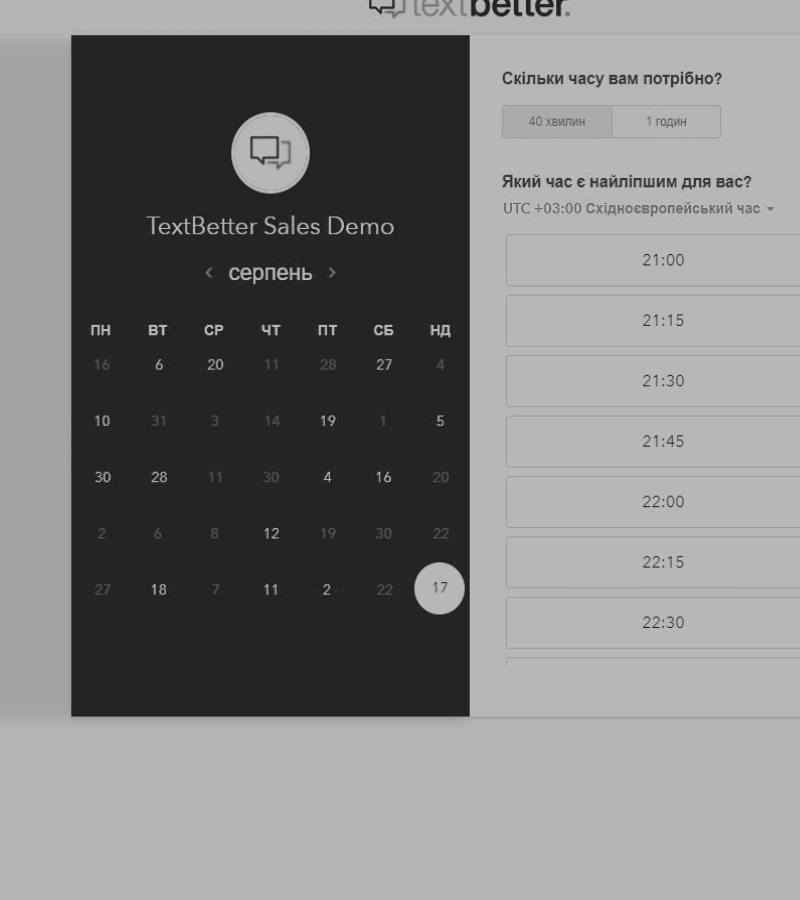 textbetter.
TextBetter Sales Demo
серпень
ПН ВТ СР ЧТ ПТ СБ НД
16 6 20 11 28 27 4
10 31 3 14 19 1 5
30 28 11 30 4 16 20
2 6 8 12 19 30 22
27 18 7 11 2 22 17
Скільки часу вам потрібно?
40 хвилин 1 годин
Який час є найліпшим для вас?
UTC +03:00 Східноєвропейський час
21:00
21:15
21:30
21:45
22:00
22:15
22:30